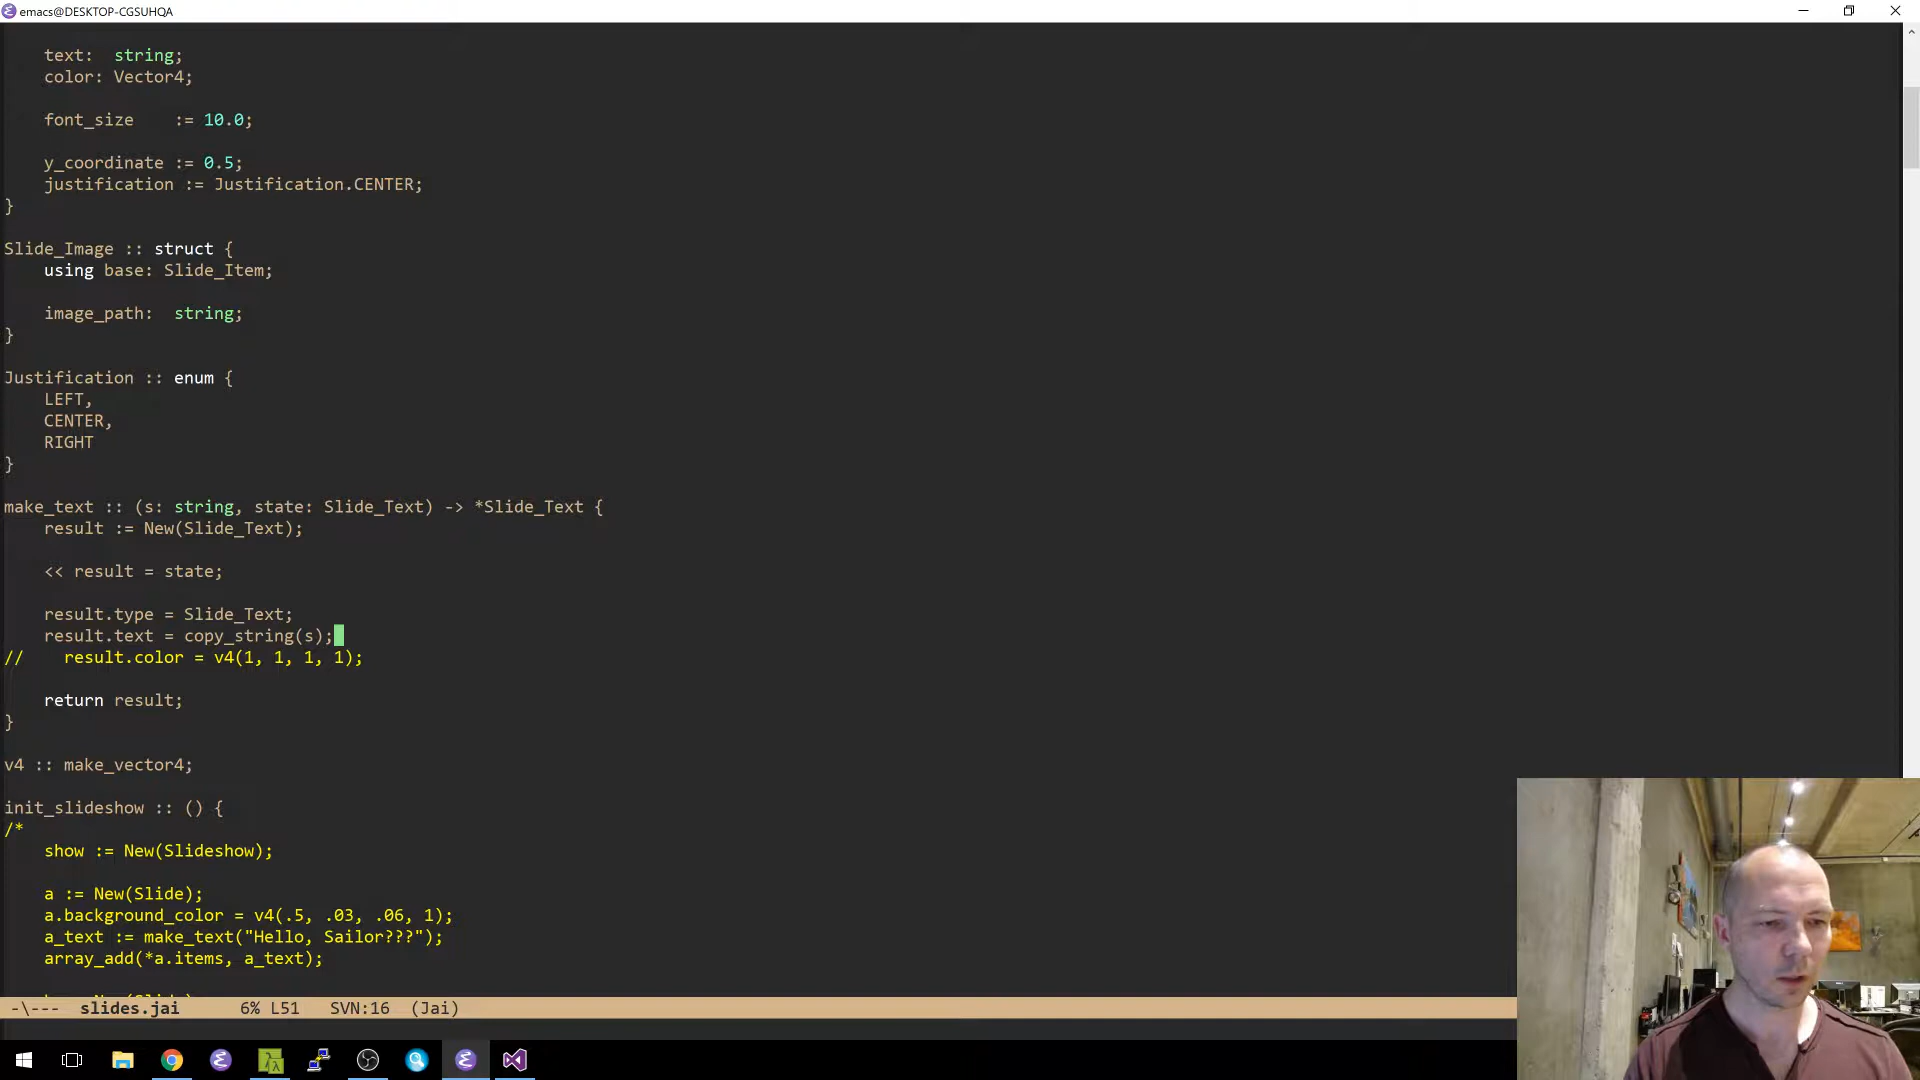 emacs@DESKTOP-CGSUHQA
text:  string;
color: Vector4;
font_size    := 10.0;
y_coordinate := 0.5;
justification := Justification.CENTER;
}
Slide_Image :: struct {
using base: Slide_Item;
image_path:  string;
}
Justification :: enum {
LEFT,
CENTER,
RIGHT
}
make_text :: (s: string, state: Slide_Text) -> *Slide_Text {
result := New(Slide_Text);
<< result = state;
result.type = Slide_Text;
result.text = copy_string(s);
//    result.color = v4(1, 1, 1, 1);
return result;
}
v4 :: make_vector4;
init_slideshow :: () {
/*
show := New(Slideshow);
a := New(Slide);
a.background_color = v4(.5, .03, .06, 1);
a_text := make_text("Hello, Sailor???");
array_add(*a.items, a_text);
-\---  slides.jai      6% L51   SVN:16  (Jai)